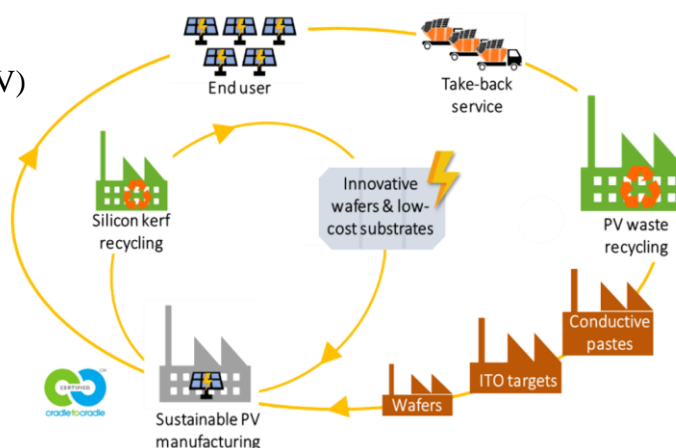 V)
End user
Take-back
service
Silicon kerf
recycling
Innovative
wafers & low-
cost substrates
PV waste
recycling
Conductive
pastes
ITO targets
Wafers
CERTIFIED
cradletocradle
Sustainable PV
manufacturing